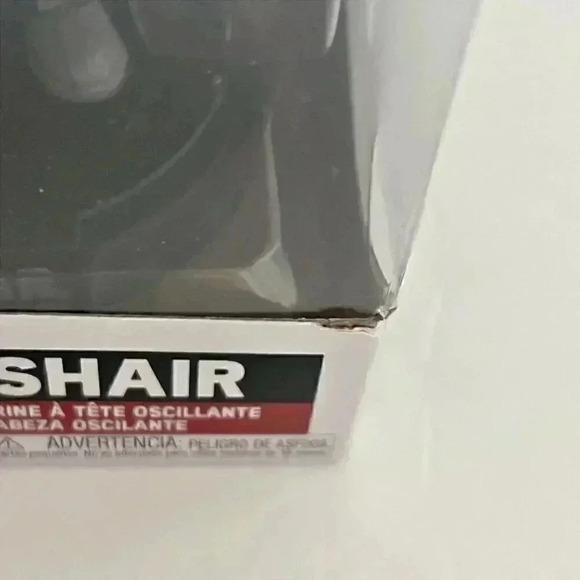 SHAIR
RINE À TÊTE OSCILLANTE
ABEZA OSCILANTE
ADVERTENCIA: PELIGRO DE ASFIXIA.